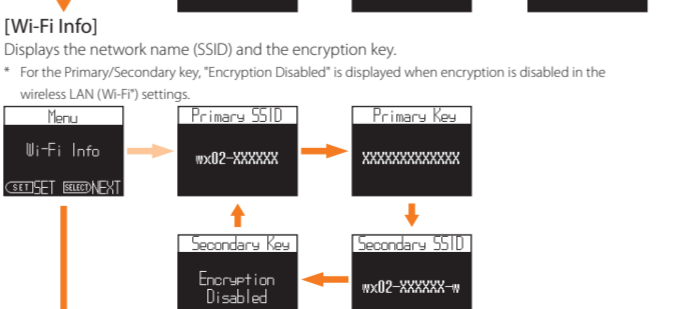 [Wi-Fi Info]
Displays the network name (SSID) and the encryption key.
* For the Primary/Secondary key, "Encryption Disabled" is displayed when encryption is disabled in the
wireless LAN (Wi-Fi®) settings.
Menu
Wi-Fi Info
SET SET SELECT NEXT
Primary SSID
wx02-XXXXXX
Primary Key
XXXXXXXXXXXXX
Secondary Key
Encryption
Disabled
Secondary SSID
wx02-XXXXXX-w